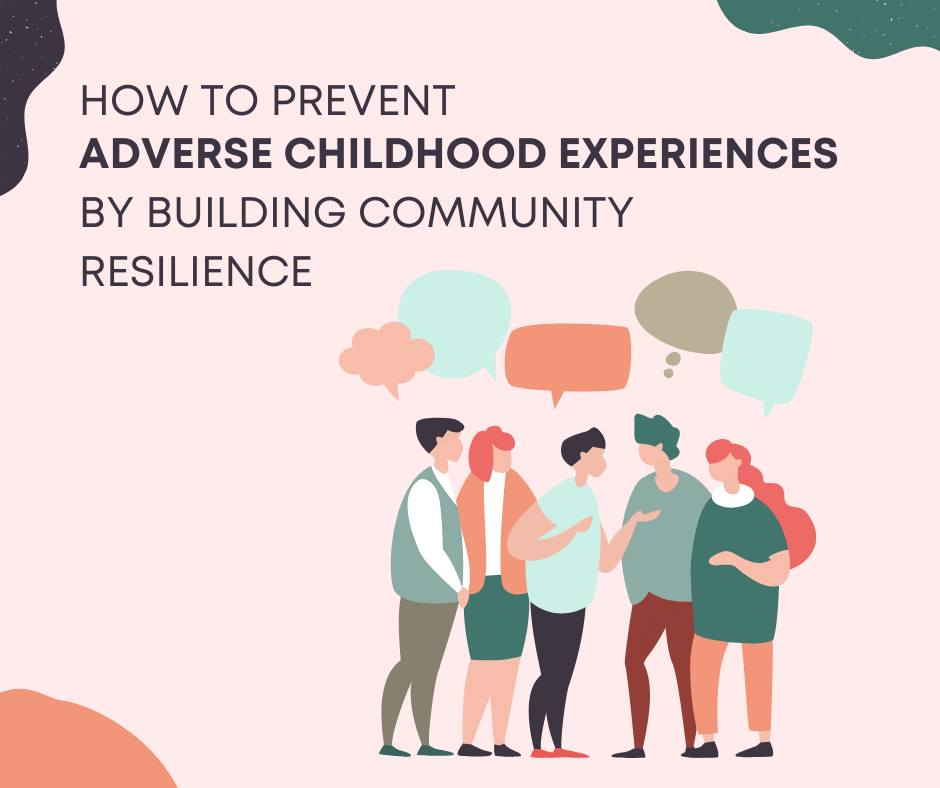 HOW TO PREVENT
ADVERSE CHILDHOOD EXPERIENCES
BY BUILDING COMMUNITY
RESILIENCE